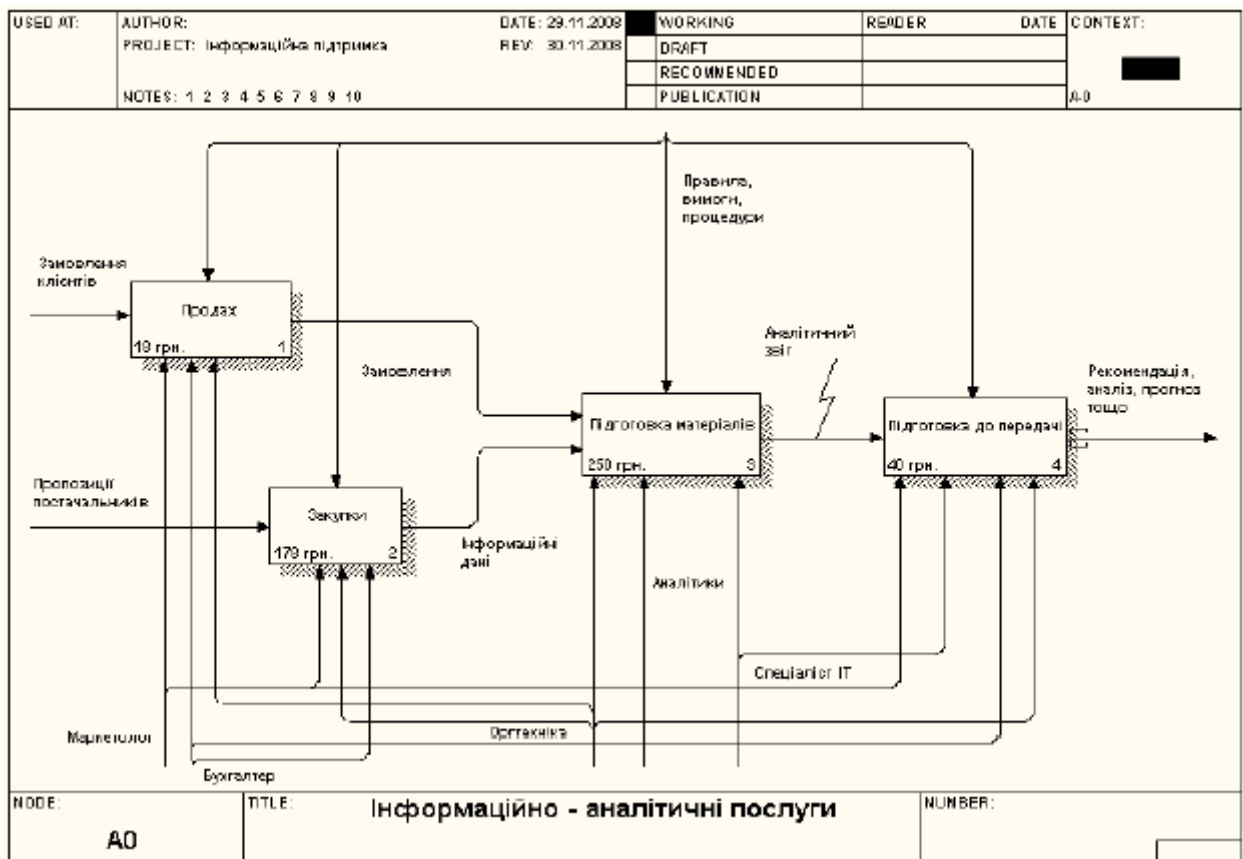 USED AT:
AUTHOR:
DATE: 29.11.2008
PROJECT: Інформаційна підтримка
REV: 30.11.2008
NOTES: 1 2 3 4 5 6 7 8 9 10
WORKING
DRAFT
RECOMMENDED
PUBLICATION
READER DATE
CONTEXT:
A-0
Правила,
вимоги,
процедури
Замовлення
клієнтів
Продаж
18 грн. 1
Замовлення
Аналітичний
звіт
Рекомендація,
аналіз, прогноз
тощо
Підготовка матеріалів
250 грн. 3
Підготовка до передачі
40 грн. 4
Пропозиції
постачальників
Закупки
178 грн. 2
Інформаційні
дані
Аналітики
Спеціаліст ІТ
Маркетолог
Оргтехніка
Бухгалтер
NODE:
A0
TITLE:
Інформаційно - аналітичні послуги
NUMBER: